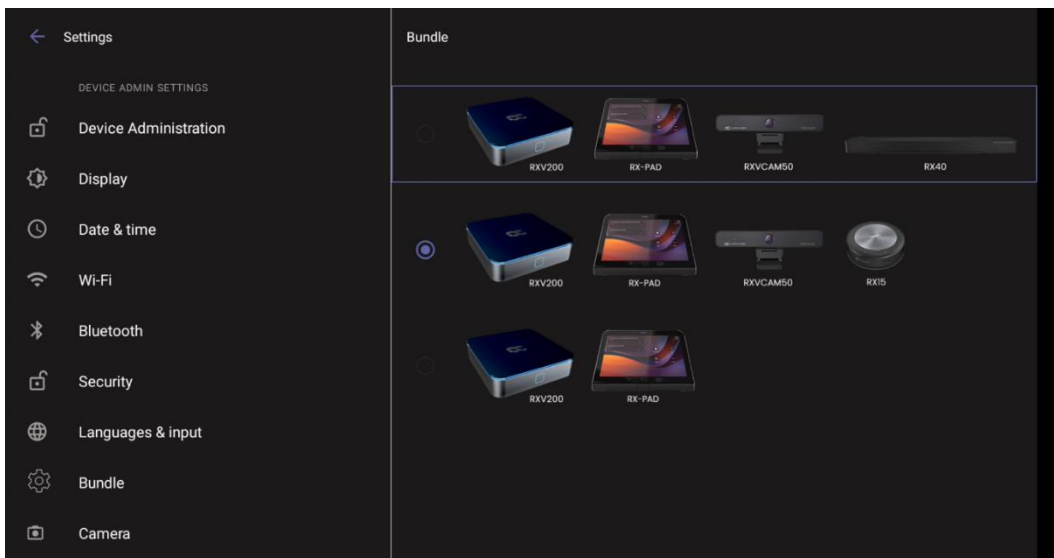 Settings
DEVICE ADMIN SETTINGS
Device Administration
Display
Date & time
Wi-Fi
Bluetooth
Security
Languages & input
Bundle
Camera
Bundle
RXV200 RX-PAD RXVCAM50 RX40
RXV200 RX-PAD RXVCAM50 RX15
RXV200 RX-PAD